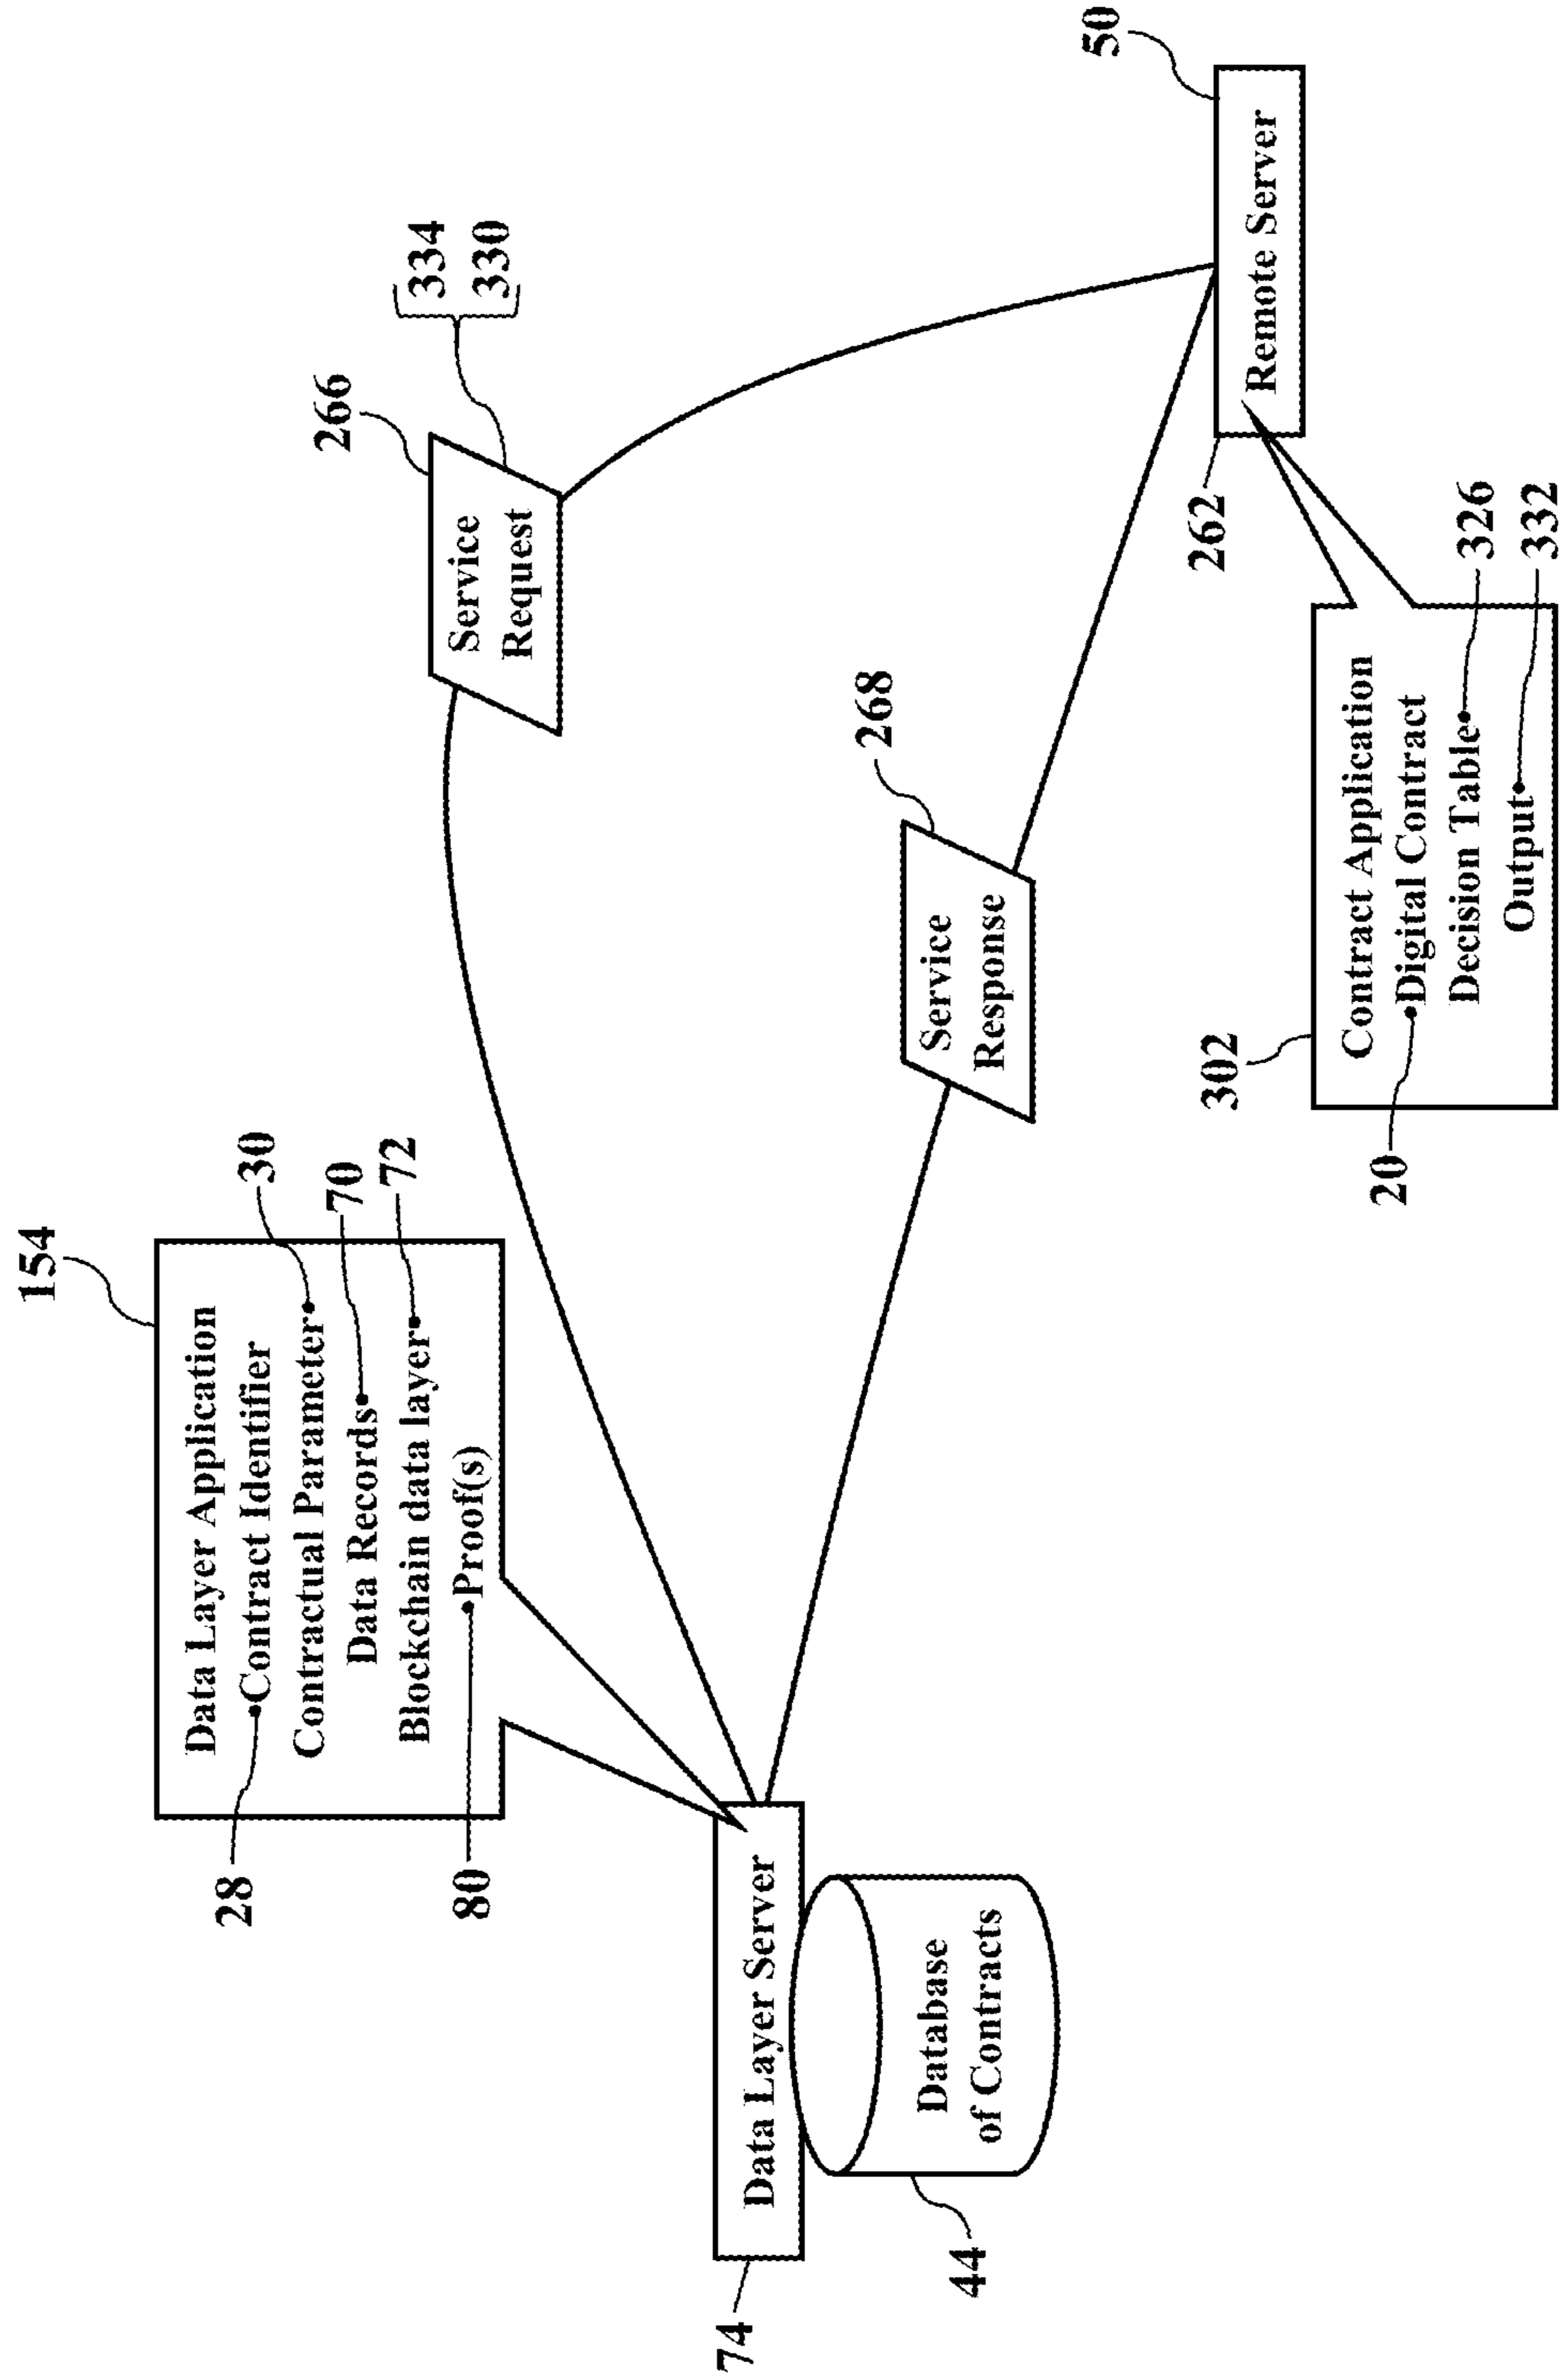 154
Data Layer Application
28
Contract Identifier
30
Contractual Parameter
70
Data Records
72
Blockchain data layer
80
Proof(s)
266
334
330
Service
Request
74
Data Layer Server
44
Database
of Contracts
268
Service
Response
50
262
Remote Server
302
Contract Application
20
Digital Contract
Decision Table
326
Output
332